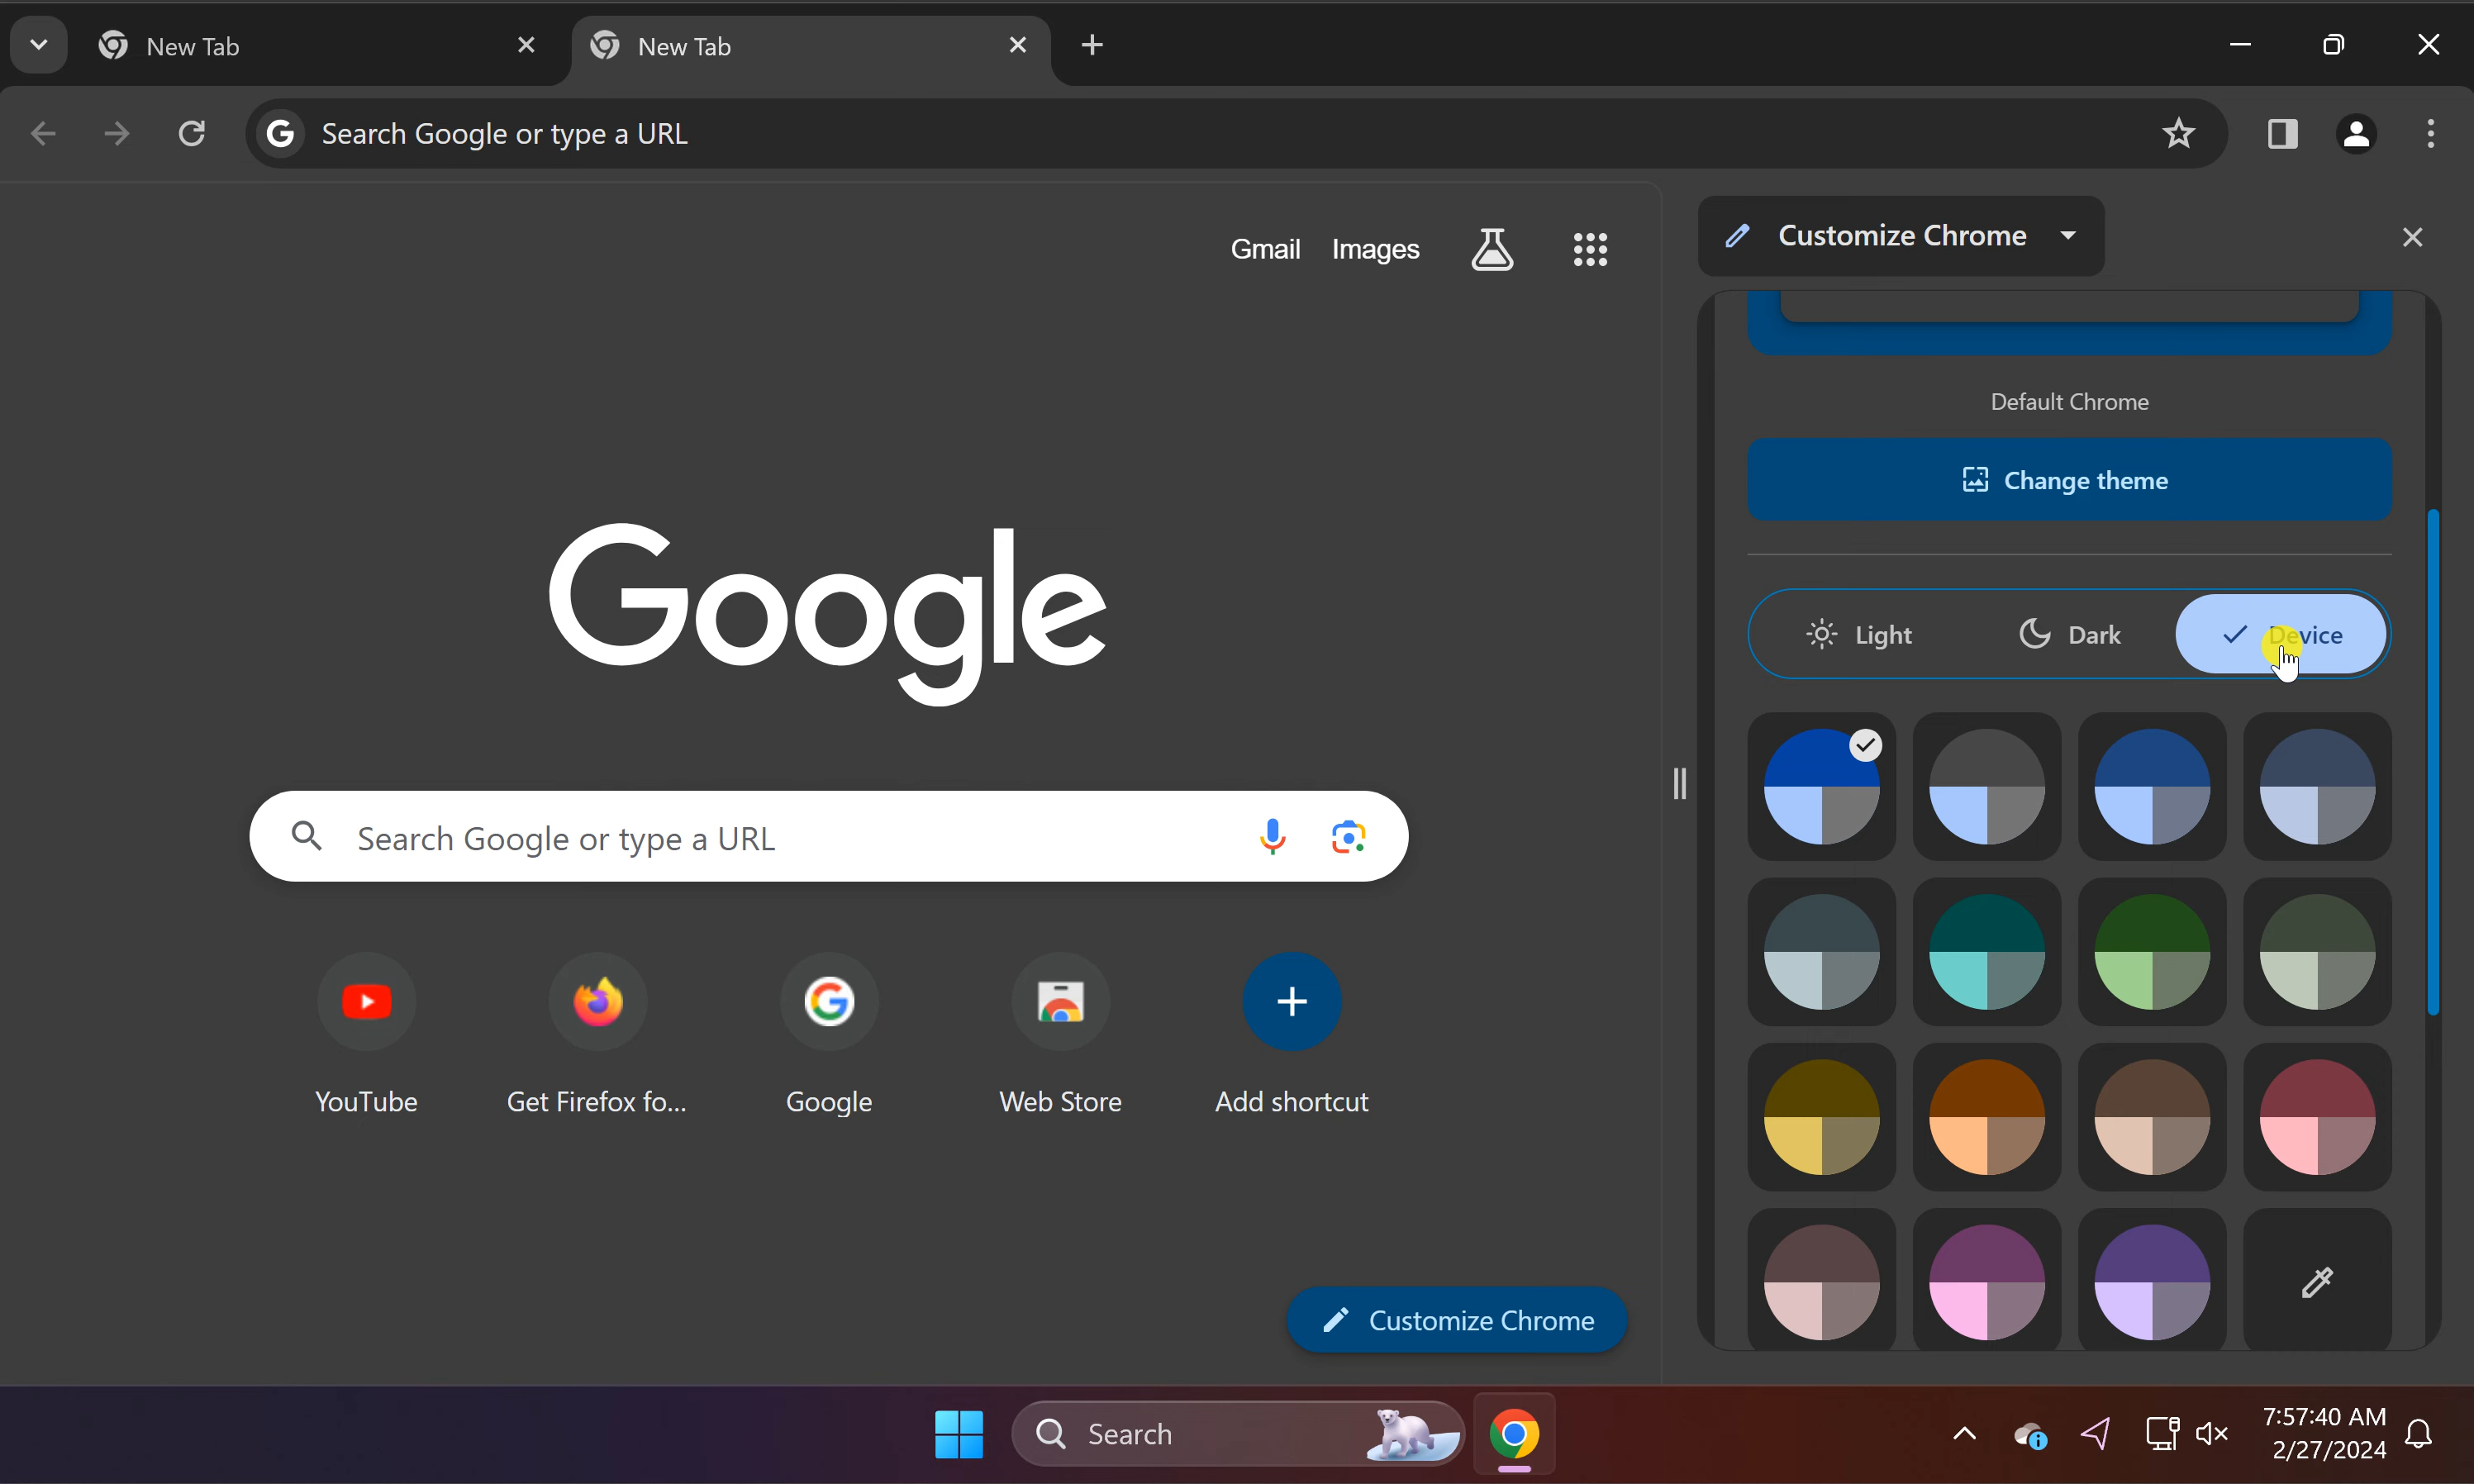 New Tab
New Tab
Search Google or type a URL
Gmail Images
Customize Chrome
Default Chrome
Change theme
Light Dark Device
Google
Search Google or type a URL
YouTube
Get Firefox fo...
Google
Web Store
Add shortcut
Customize Chrome
Search
7:57:40 AM
2/27/2024